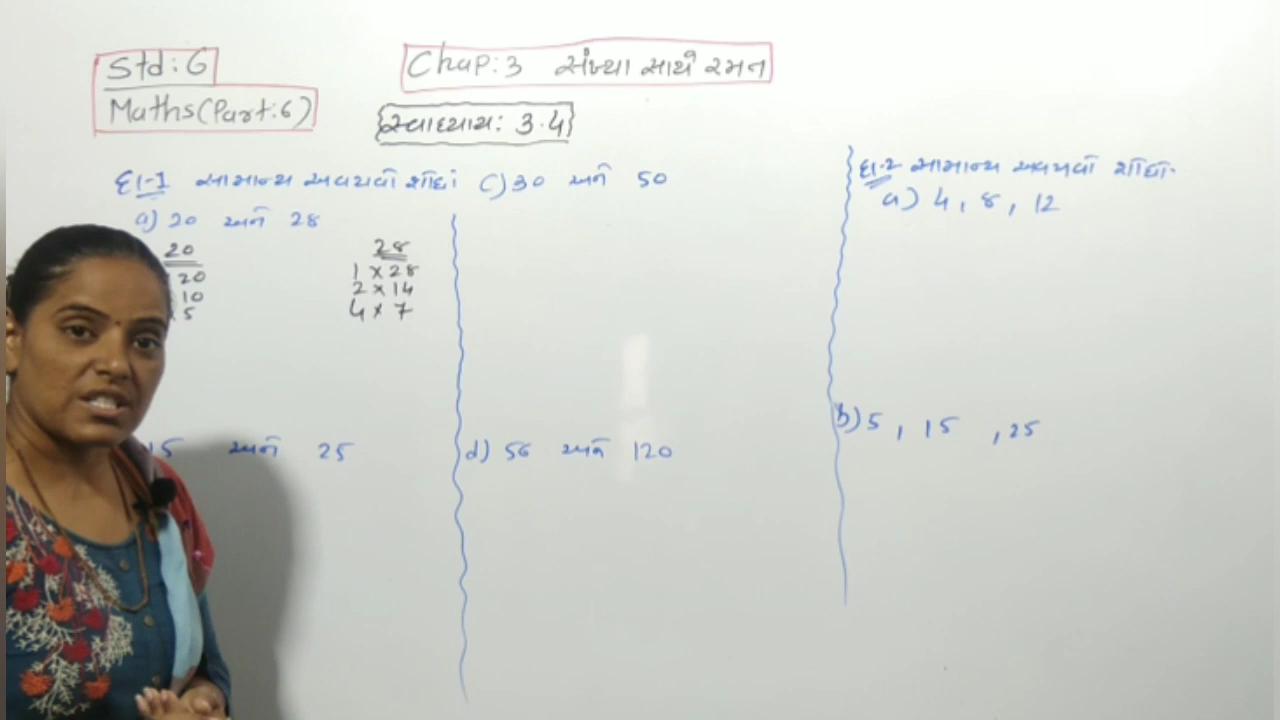 Std: 6
Maths (Part: 6)
Chap: 3 સંખ્યા સાથે રમત
સ્વાધ્યાય: 3.4
દા-1 સામાન્ય અવયવો શોધો
a) 20 અને 28
20
20
10
5
28
1 × 28
2 × 14
4 × 7
15 અને 25
c) 30 અને 50
d) 56 અને 120
દા-2 સામાન્ય અવયવો શોધો.
a) 4, 8, 12
b) 5, 15, 25